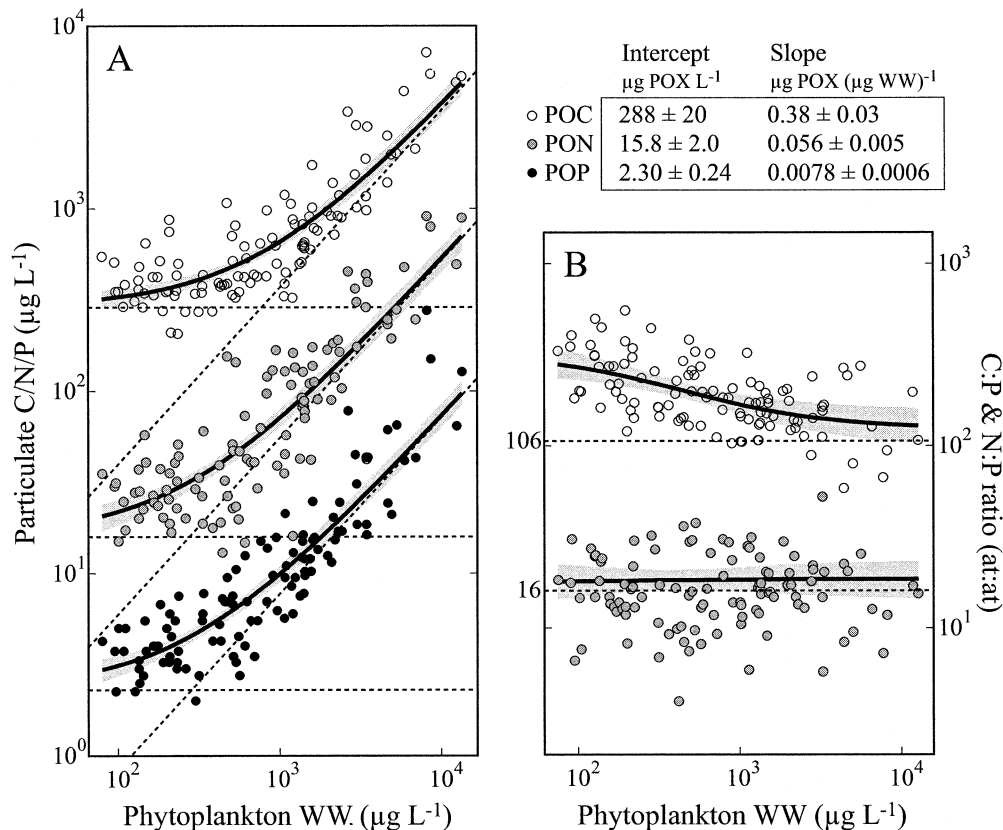 A
10^4
10^3
10^2
10^1
10^0
Particulate C/N/P (µg L^-1)
10^2 10^3 10^4
Phytoplankton WW. (µg L^-1)
Intercept Slope
µg POX L^-1 µg POX (µg WW)^-1
POC 288 ± 20 0.38 ± 0.03
PON 15.8 ± 2.0 0.056 ± 0.005
POP 2.30 ± 0.24 0.0078 ± 0.0006
B
106
16
10^3
10^2
10^1
C:P & N:P ratio (at:at)
10^2 10^3 10^4
Phytoplankton WW (µg L^-1)